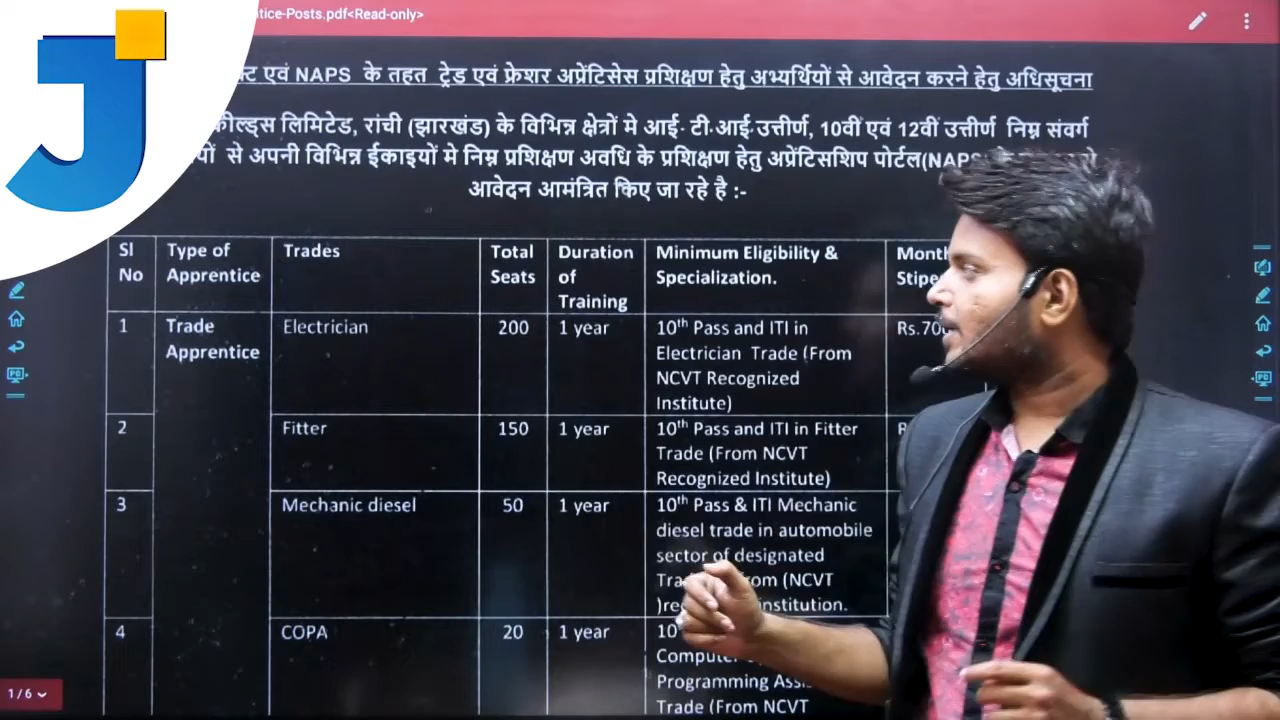 tice-Posts.pdf<Read-only>
एवं NAPS के तहत ट्रेड एवं फ्रेशर अप्रेंटिसेस प्रशिक्षण हेतु अभ्यर्थियों से आवेदन करने हेतु अधिसूचना
फील्ड्स लिमिटेड, रांची (झारखंड) के विभिन्न क्षेत्रों मे आई- टी-आई-उत्तीर्ण, 10वीं एवं 12वीं उत्तीर्ण निम्न संवर्ग
से अपनी विभिन्न ईकाइयों मे निम्न प्रशिक्षण अवधि के प्रशिक्षण हेतु अप्रेंटिसशिप पोर्टल(NAPS
आवेदन आमंत्रित किए जा रहे है :-
Sl No Type of Apprentice Trades Total Seats Duration of Training Minimum Eligibility & Specialization. Month Stipe
1 Trade Apprentice Electrician 200 1 year 10th Pass and ITI in
Electrician Trade (From
NCVT Recognized
Institute)
Rs.700
2 Fitter 150 1 year 10th Pass and ITI in Fitter
Trade (From NCVT
Recognized Institute)
3 Mechanic diesel 50 1 year 10th Pass & ITI Mechanic
diesel trade in automobile
sector of designated
(NCVT
institution.
4 COPA 20 1 year 10
Computer
Programming Assi
Trade (From NCVT
1/6